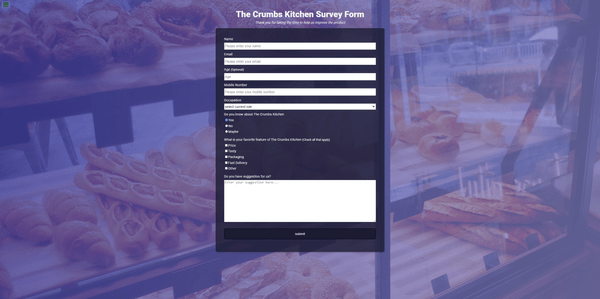 The Crumbs Kitchen Survey Form
Thank you for taking the time to help us improve the product
Name
Please enter your name
Email
Please enter your email
Age (optional)
Age
Mobile Number
Please enter your mobile number
Occupation
select current role
Do you know about The Crumbs Kitchen
Yes
No
Maybe
What is your favorite feature of The Crumbs Kitchen (Check all that apply)
Price
Tasty
Packaging
Fast Delivery
Other
Do you have suggestion for us?
Enter your suggestion here ..
submit